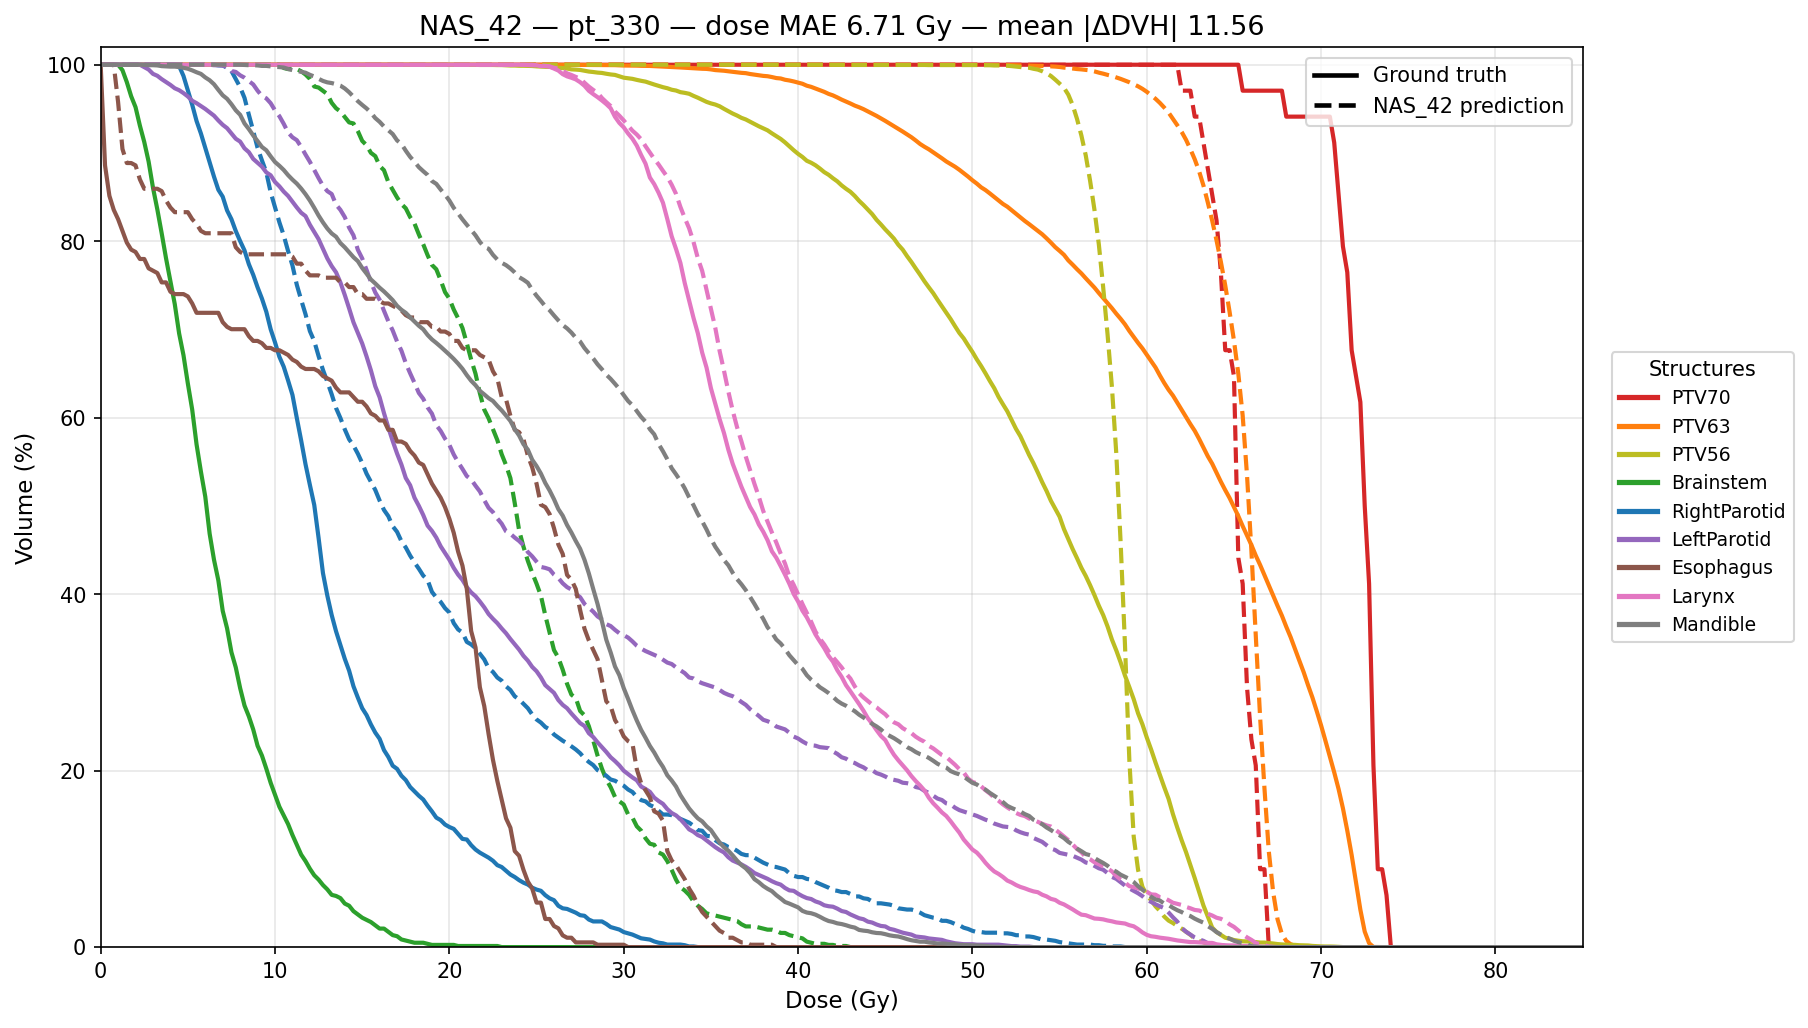 NAS_42 — pt_330 — dose MAE 6.71 Gy — mean |ΔDVH| 11.56
Ground truth
NAS_42 prediction
100
80
60
40
20
0
Volume (%)
0
10
20
30
40
50
60
70
80
Dose (Gy)
Structures
PTV70
PTV63
PTV56
Brainstem
RightParotid
LeftParotid
Esophagus
Larynx
Mandible